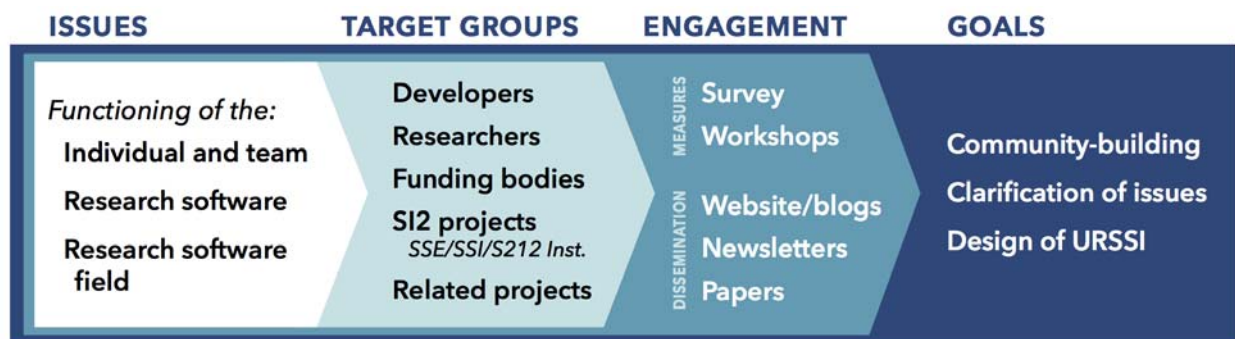 ISSUES
TARGET GROUPS
ENGAGEMENT
GOALS
Functioning of the:
Individual and team
Research software
Research software
field
Developers
Researchers
Funding bodies
SI2 projects
SSE/SSI/S212 Inst.
Related projects
MEASURES
Survey
Workshops
DISSEMINATION
Website/blogs
Newsletters
Papers
Community-building
Clarification of issues
Design of URSSI